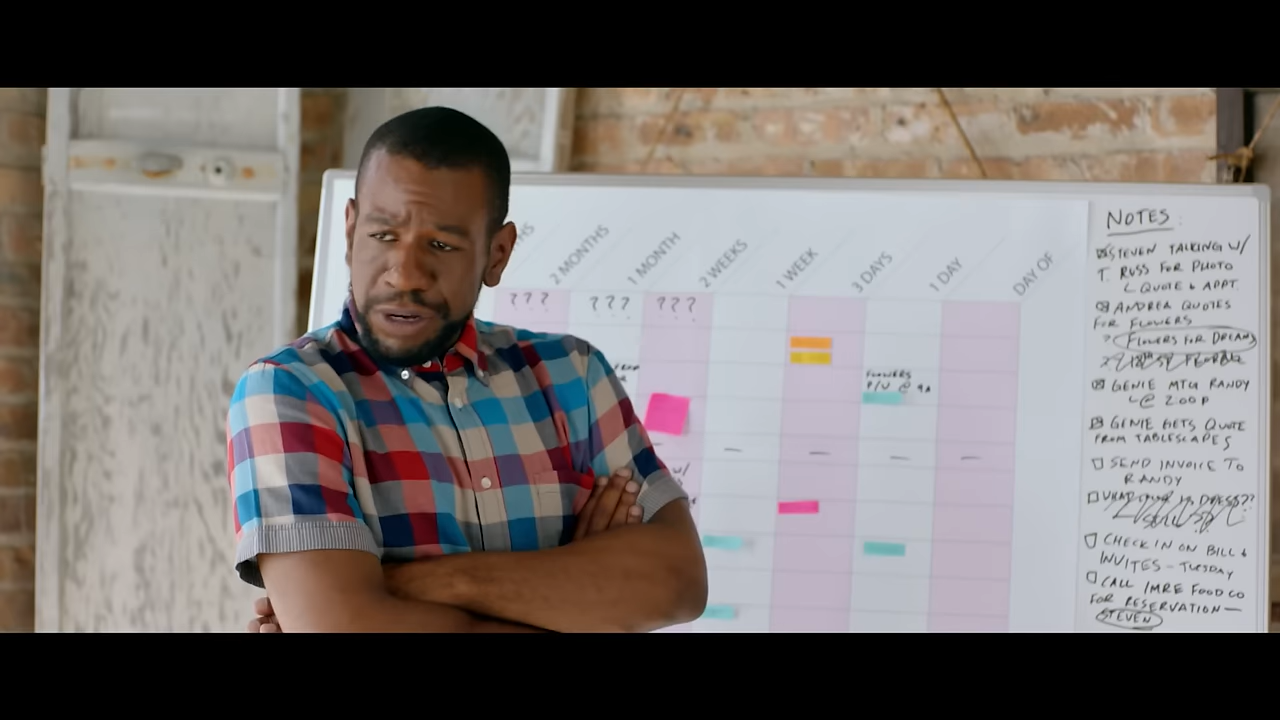 THS
2 MONTHS
1 MONTH
2 WEEKS
1 WEEK
3 DAYS
1 DAY
DAY OF
???
???
???
FLOWERS
P/U @ 9A
W/
NOTES:
STEVEN TALKING W/
T. RUSS FOR PHOTO
QUOTE & APPT.
ANDREA QUOTES
FOR FLOWERS
? FLOWERS FOR DREAMS
GENIE MTG RANDY
@ 2:00P
GENIE GETS QUOTE
FROM TABLESCAPES
SEND INVOICE TO
RANDY
CHECK IN ON BILL &
INVITES - TUESDAY
CALL IMRE FOOD CO
FOR RESERVATION —
STEVEN